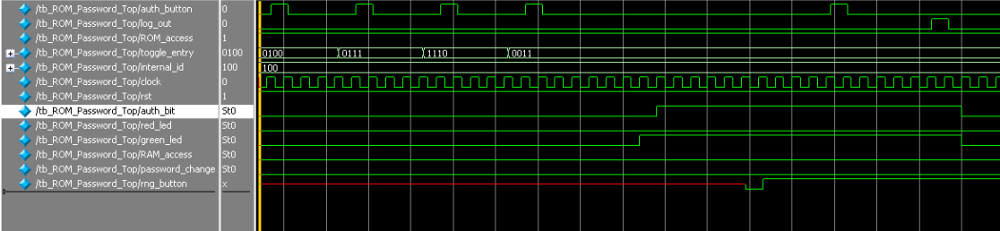 /tb_ROM_Password_Top/auth_button 0
/tb_ROM_Password_Top/log_out 0
/tb_ROM_Password_Top/ROM_access 1
/tb_ROM_Password_Top/toggle_entry 0100 0100 0111 1110 0011
/tb_ROM_Password_Top/internal_id 100 100
/tb_ROM_Password_Top/clock 0
/tb_ROM_Password_Top/rst 1
/tb_ROM_Password_Top/auth_bit St0
/tb_ROM_Password_Top/red_led St0
/tb_ROM_Password_Top/green_led St0
/tb_ROM_Password_Top/RAM_access St0
/tb_ROM_Password_Top/password_change St0
/tb_ROM_Password_Top/rng_button x